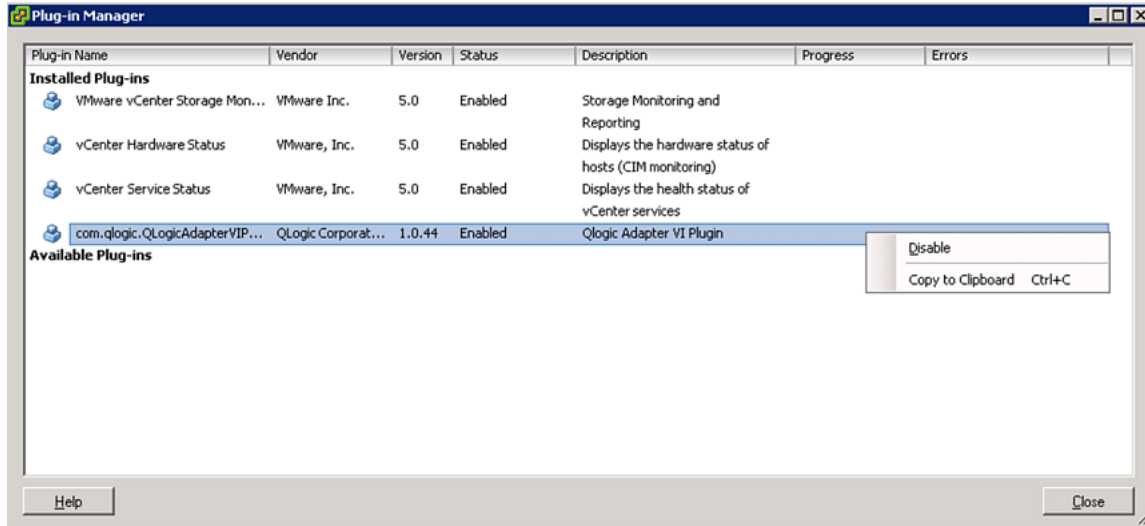 Plug-in Manager
Plug-in Name Vendor Version Status Description Progress Errors
Installed Plug-ins
VMware vCenter Storage Mon... VMware Inc. 5.0 Enabled Storage Monitoring and
Reporting
vCenter Hardware Status VMware, Inc. 5.0 Enabled Displays the hardware status of
hosts (CIM monitoring)
vCenter Service Status VMware, Inc. 5.0 Enabled Displays the health status of
vCenter services
com.qlogic.QLogicAdapterVIP... QLogic Corporat... 1.0.44 Enabled Qlogic Adapter VI Plugin
Available Plug-ins
Disable
Copy to Clipboard Ctrl+C
Help Close